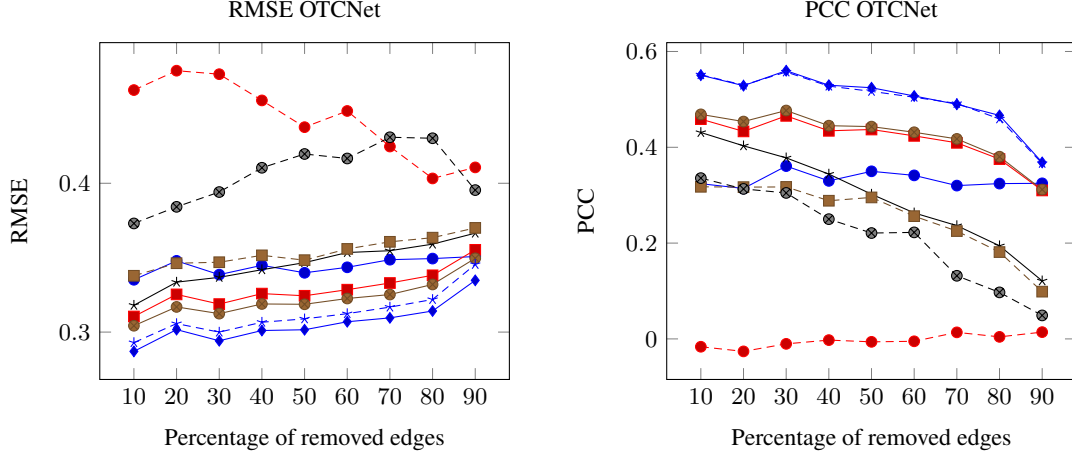 RMSE OTCNet
0.4
0.3
RMSE
10 20 30 40 50 60 70 80 90
Percentage of removed edges
PCC OTCNet
0.6
0.4
0.2
0
PCC
10 20 30 40 50 60 70 80 90
Percentage of removed edges